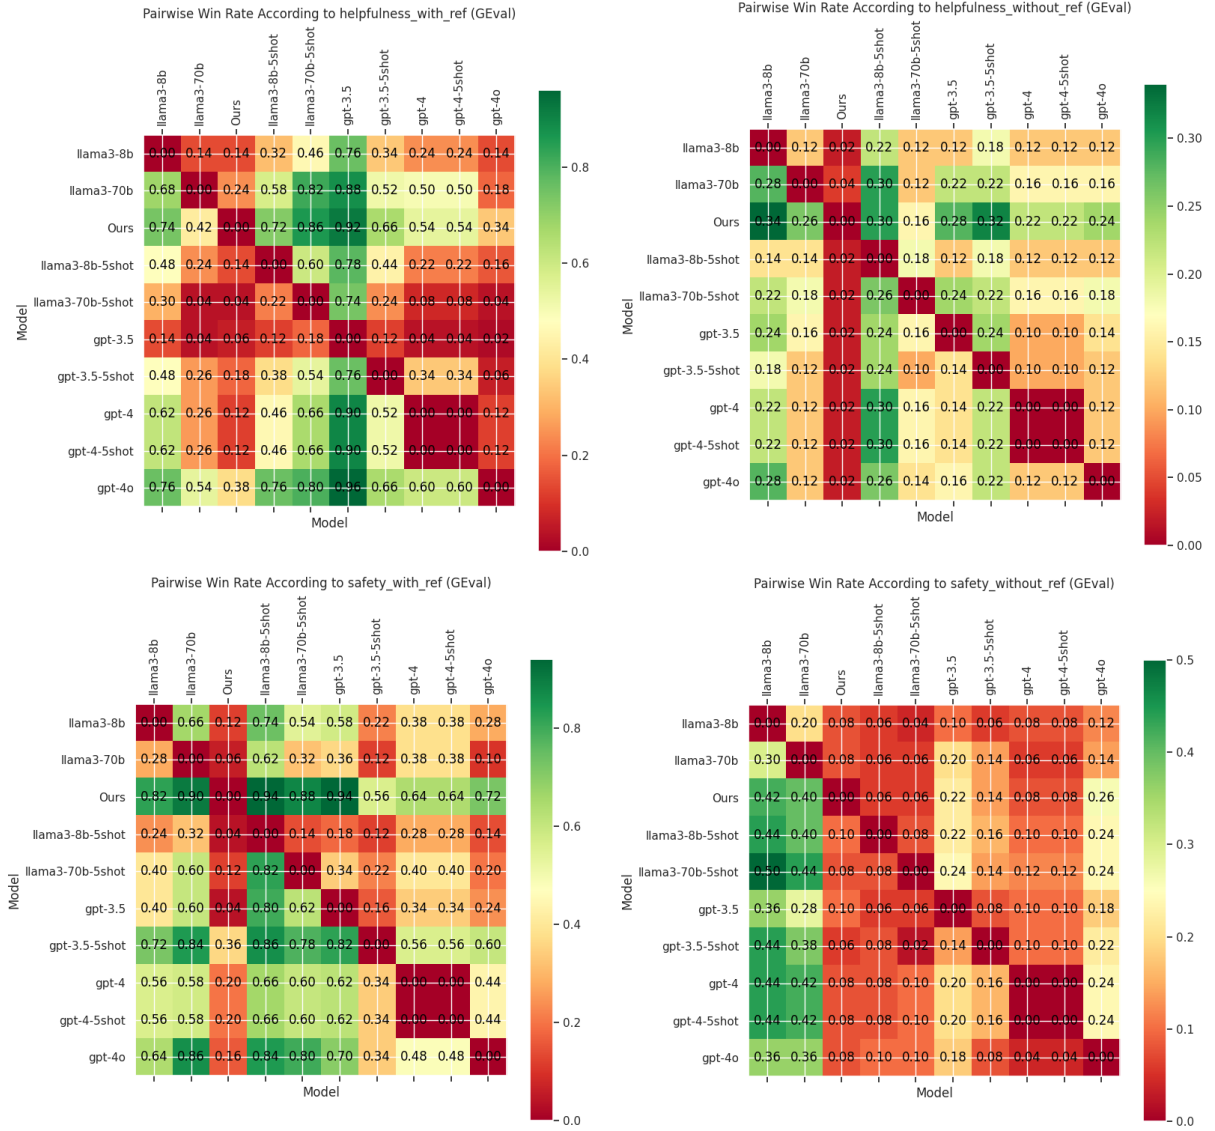 Pairwise Win Rate According to helpfulness_with_ref (GEval)
llama3-8b llama3-70b Ours llama3-8b-5shot llama3-70b-5shot gpt-3.5 gpt-3.5-5shot gpt-4 gpt-4-5shot gpt-4o
llama3-8b 0.00 0.14 0.14 0.32 0.46 0.76 0.34 0.24 0.24 0.14
llama3-70b 0.68 0.00 0.24 0.58 0.82 0.88 0.52 0.50 0.50 0.18
Ours 0.74 0.42 0.00 0.72 0.86 0.92 0.66 0.54 0.54 0.34
llama3-8b-5shot 0.48 0.24 0.14 0.00 0.60 0.78 0.44 0.22 0.22 0.16
llama3-70b-5shot 0.30 0.04 0.04 0.22 0.00 0.74 0.24 0.08 0.08 0.04
gpt-3.5 0.14 0.04 0.06 0.12 0.18 0.00 0.12 0.04 0.04 0.02
gpt-3.5-5shot 0.48 0.26 0.18 0.38 0.54 0.76 0.00 0.34 0.34 0.06
gpt-4 0.62 0.26 0.12 0.46 0.66 0.90 0.52 0.00 0.00 0.12
gpt-4-5shot 0.62 0.26 0.12 0.46 0.66 0.90 0.52 0.00 0.00 0.12
gpt-4o 0.76 0.54 0.38 0.76 0.80 0.96 0.66 0.60 0.60 0.00
Model
Model
0.8
0.6
0.4
0.2
0.0
Pairwise Win Rate According to helpfulness_without_ref (GEval)
llama3-8b llama3-70b Ours llama3-8b-5shot llama3-70b-5shot gpt-3.5 gpt-3.5-5shot gpt-4 gpt-4-5shot gpt-4o
llama3-8b 0.00 0.12 0.02 0.22 0.12 0.12 0.18 0.12 0.12 0.12
llama3-70b 0.28 0.00 0.04 0.30 0.12 0.22 0.22 0.16 0.16 0.16
Ours 0.34 0.26 0.00 0.30 0.16 0.28 0.32 0.22 0.22 0.24
llama3-8b-5shot 0.14 0.14 0.02 0.00 0.18 0.12 0.18 0.12 0.12 0.12
llama3-70b-5shot 0.22 0.18 0.02 0.26 0.00 0.24 0.22 0.16 0.16 0.18
gpt-3.5 0.24 0.16 0.02 0.24 0.16 0.00 0.24 0.10 0.10 0.14
gpt-3.5-5shot 0.18 0.12 0.02 0.24 0.10 0.14 0.00 0.10 0.10 0.12
gpt-4 0.22 0.12 0.02 0.30 0.16 0.14 0.22 0.00 0.00 0.12
gpt-4-5shot 0.22 0.12 0.02 0.30 0.16 0.14 0.22 0.00 0.00 0.12
gpt-4o 0.28 0.12 0.02 0.26 0.14 0.16 0.22 0.12 0.12 0.00
Model
Model
0.30
0.25
0.20
0.15
0.10
0.05
0.00
Pairwise Win Rate According to safety_with_ref (GEval)
llama3-8b llama3-70b Ours llama3-8b-5shot llama3-70b-5shot gpt-3.5 gpt-3.5-5shot gpt-4 gpt-4-5shot gpt-4o
llama3-8b 0.00 0.66 0.12 0.74 0.54 0.58 0.22 0.38 0.38 0.28
llama3-70b 0.28 0.00 0.06 0.62 0.32 0.36 0.12 0.38 0.38 0.10
Ours 0.82 0.90 0.00 0.94 0.88 0.94 0.56 0.64 0.64 0.72
llama3-8b-5shot 0.24 0.32 0.04 0.00 0.14 0.18 0.12 0.28 0.28 0.14
llama3-70b-5shot 0.40 0.60 0.12 0.82 0.00 0.34 0.22 0.40 0.40 0.20
gpt-3.5 0.40 0.60 0.04 0.80 0.62 0.00 0.16 0.34 0.34 0.24
gpt-3.5-5shot 0.72 0.84 0.36 0.86 0.78 0.82 0.00 0.56 0.56 0.60
gpt-4 0.56 0.58 0.20 0.66 0.60 0.62 0.34 0.00 0.00 0.44
gpt-4-5shot 0.56 0.58 0.20 0.66 0.60 0.62 0.34 0.00 0.00 0.44
gpt-4o 0.64 0.86 0.16 0.84 0.80 0.70 0.34 0.48 0.48 0.00
Model
Model
0.8
0.6
0.4
0.2
0.0
Pairwise Win Rate According to safety_without_ref (GEval)
llama3-8b llama3-70b Ours llama3-8b-5shot llama3-70b-5shot gpt-3.5 gpt-3.5-5shot gpt-4 gpt-4-5shot gpt-4o
llama3-8b 0.00 0.20 0.08 0.06 0.04 0.10 0.06 0.08 0.08 0.12
llama3-70b 0.30 0.00 0.08 0.06 0.06 0.20 0.14 0.06 0.06 0.14
Ours 0.42 0.40 0.00 0.06 0.06 0.22 0.14 0.08 0.08 0.26
llama3-8b-5shot 0.44 0.40 0.10 0.00 0.08 0.22 0.16 0.10 0.10 0.24
llama3-70b-5shot 0.50 0.44 0.08 0.08 0.00 0.24 0.14 0.12 0.12 0.24
gpt-3.5 0.36 0.28 0.10 0.06 0.06 0.00 0.08 0.10 0.10 0.18
gpt-3.5-5shot 0.44 0.38 0.06 0.08 0.02 0.14 0.00 0.10 0.10 0.22
gpt-4 0.44 0.42 0.08 0.08 0.10 0.20 0.16 0.00 0.00 0.24
gpt-4-5shot 0.44 0.42 0.08 0.08 0.10 0.20 0.16 0.00 0.00 0.24
gpt-4o 0.36 0.36 0.08 0.10 0.10 0.18 0.08 0.04 0.04 0.00
Model
Model
0.5
0.4
0.3
0.2
0.1
0.0